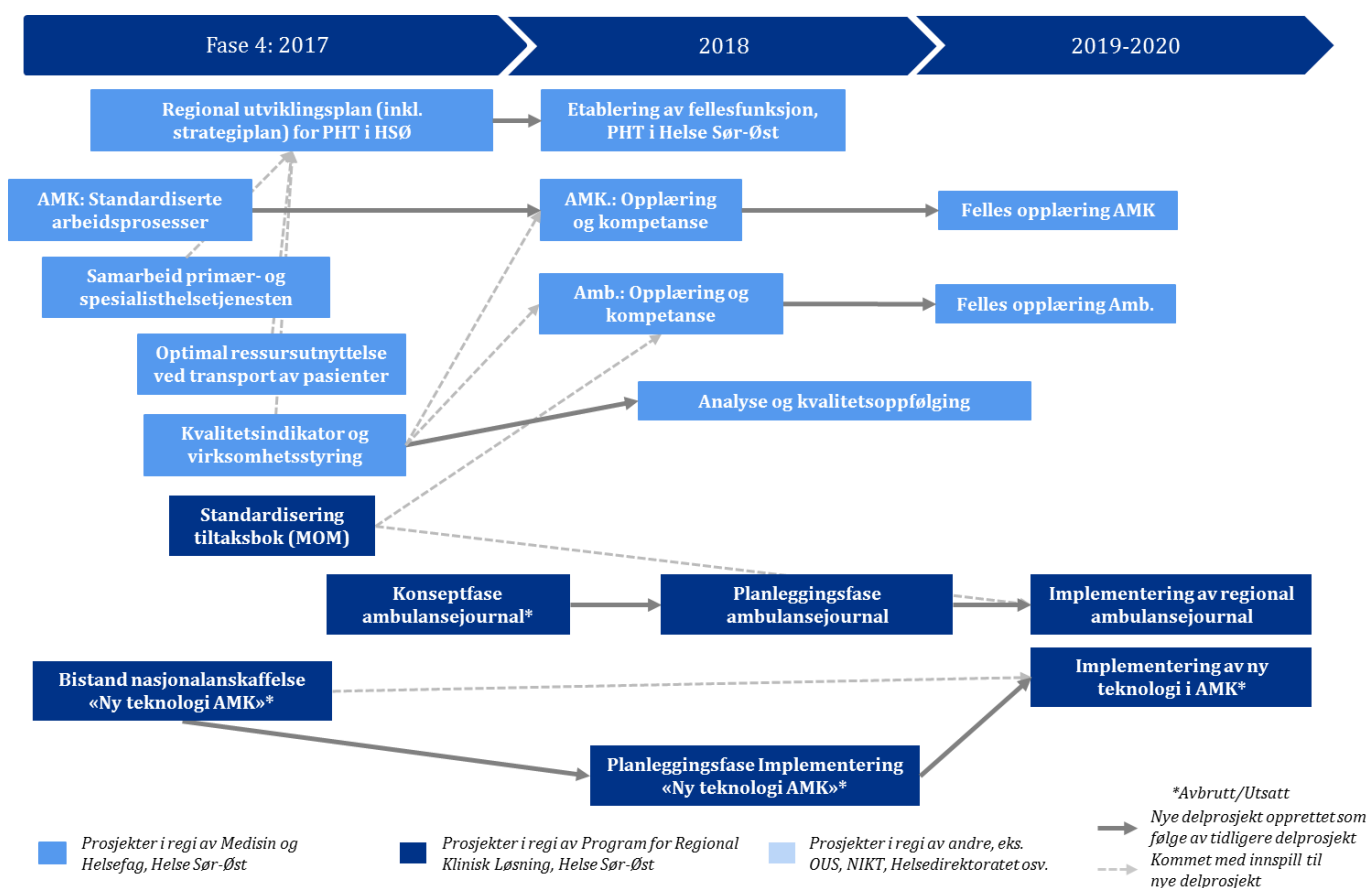 Fase 4: 2017
2018
2019-2020
Regional utviklingsplan (inkl.
strategiplan) for PHT i HSØ
Etablering av fellesfunksjon,
PHT i Helse Sør-Øst
AMK: Standardiserte
arbeidsprosesser
AMK.: Opplæring
og kompetanse
Felles opplæring AMK
Samarbeid primær- og
spesialisthelsetjenesten
Amb.: Opplæring og
kompetanse
Felles opplæring Amb.
Optimal ressursutnyttelse
ved transport av pasienter
Analyse og kvalitetsoppfølging
Kvalitetsindikator og
virksomhetsstyring
Standardisering
tiltaksbok (MOM)
Konseptfase
ambulansejournal*
Planleggingsfase
ambulansejournal
Implementering av regional
ambulansejournal
Bistand nasjonalanskaffelse
«Ny teknologi AMK»*
Implementering av ny
teknologi i AMK*
Planleggingsfase Implementering
«Ny teknologi AMK»*
*Avbrutt/Utsatt
Prosjekter i regi av Medisin og
Helsefag, Helse Sør-Øst
Prosjekter i regi av Program for Regional
Klinisk Løsning, Helse Sør-Øst
Prosjekter i regi av andre, eks.
OUS, NIKT, Helsedirektoratet osv.
Nye delprosjekt opprettet som
følge av tidligere delprosjekt
Kommet med innspill til
nye delprosjekt